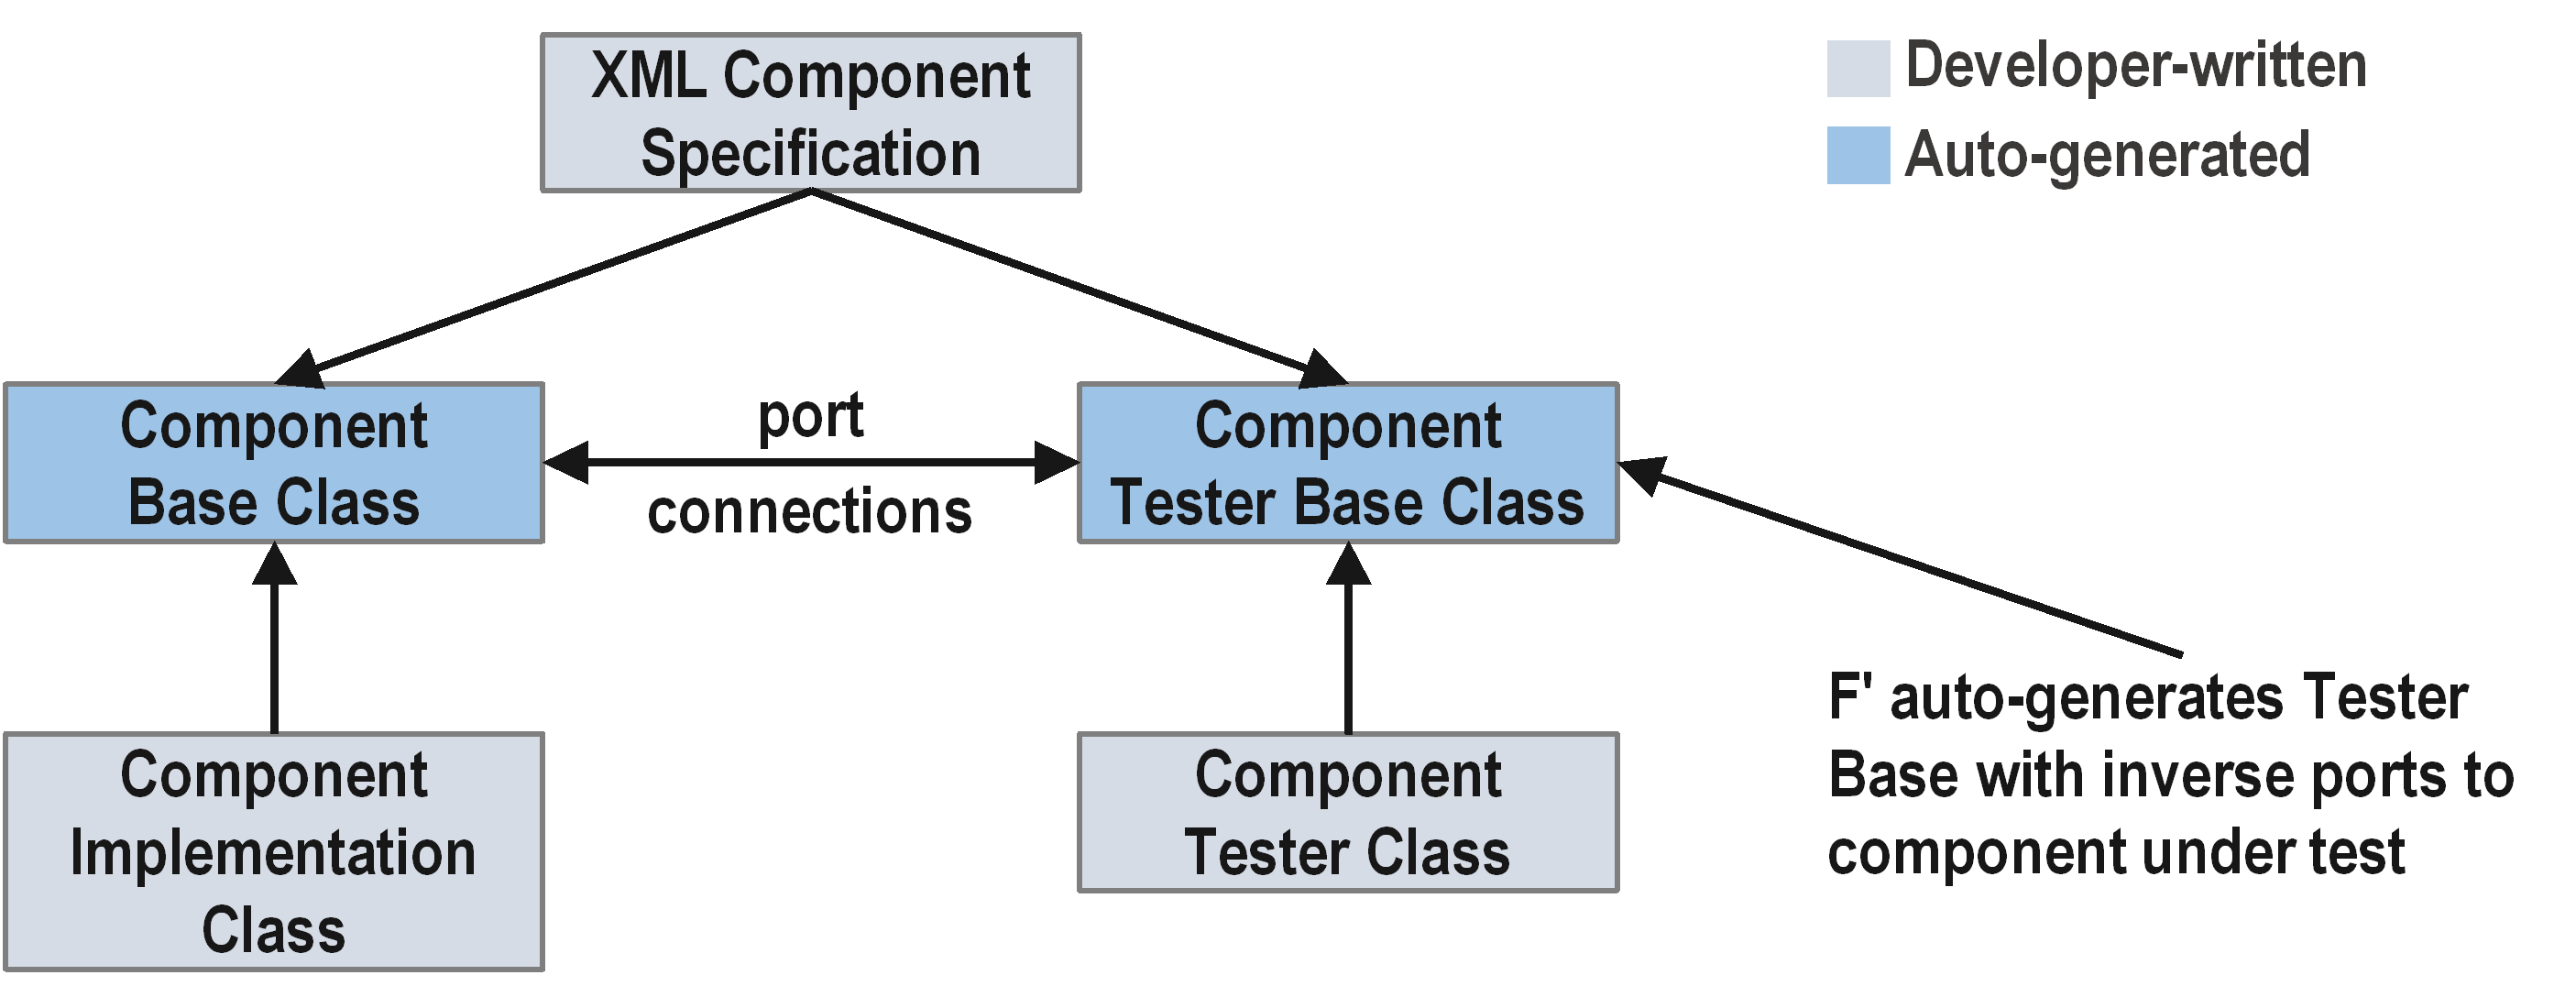 XML Component
Specification
Developer-written
Auto-generated
Component
Base Class
port
connections
Component
Tester Base Class
Component
Implementation
Class
Component
Tester Class
F' auto-generates Tester
Base with inverse ports to
component under test